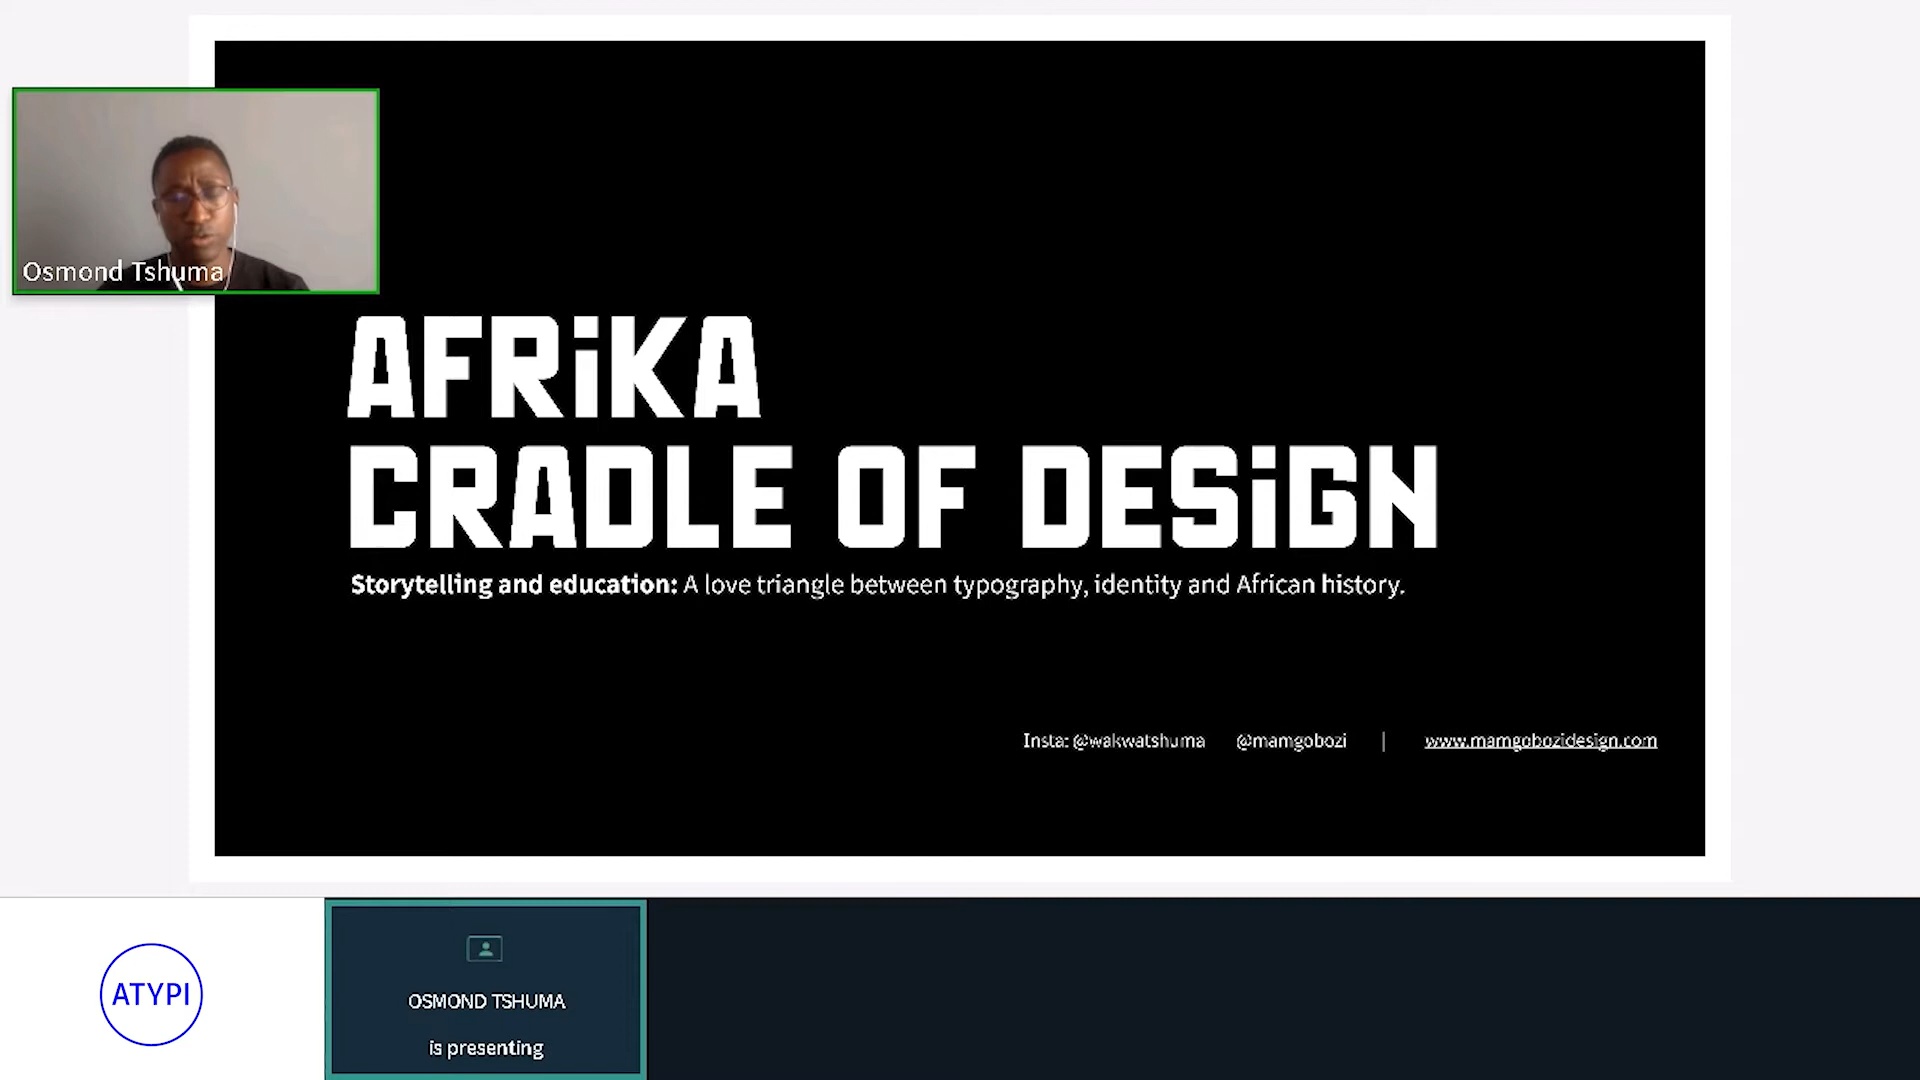 Osmond Tshuma
AFRiKA
CRADLE OF DESiGN
Storytelling and education: A love triangle between typography, identity and African history.
Insta: @wakwatshuma @mamgobozi | www.mamgobozidesign.com
ATYPI
OSMOND TSHUMA
is presenting